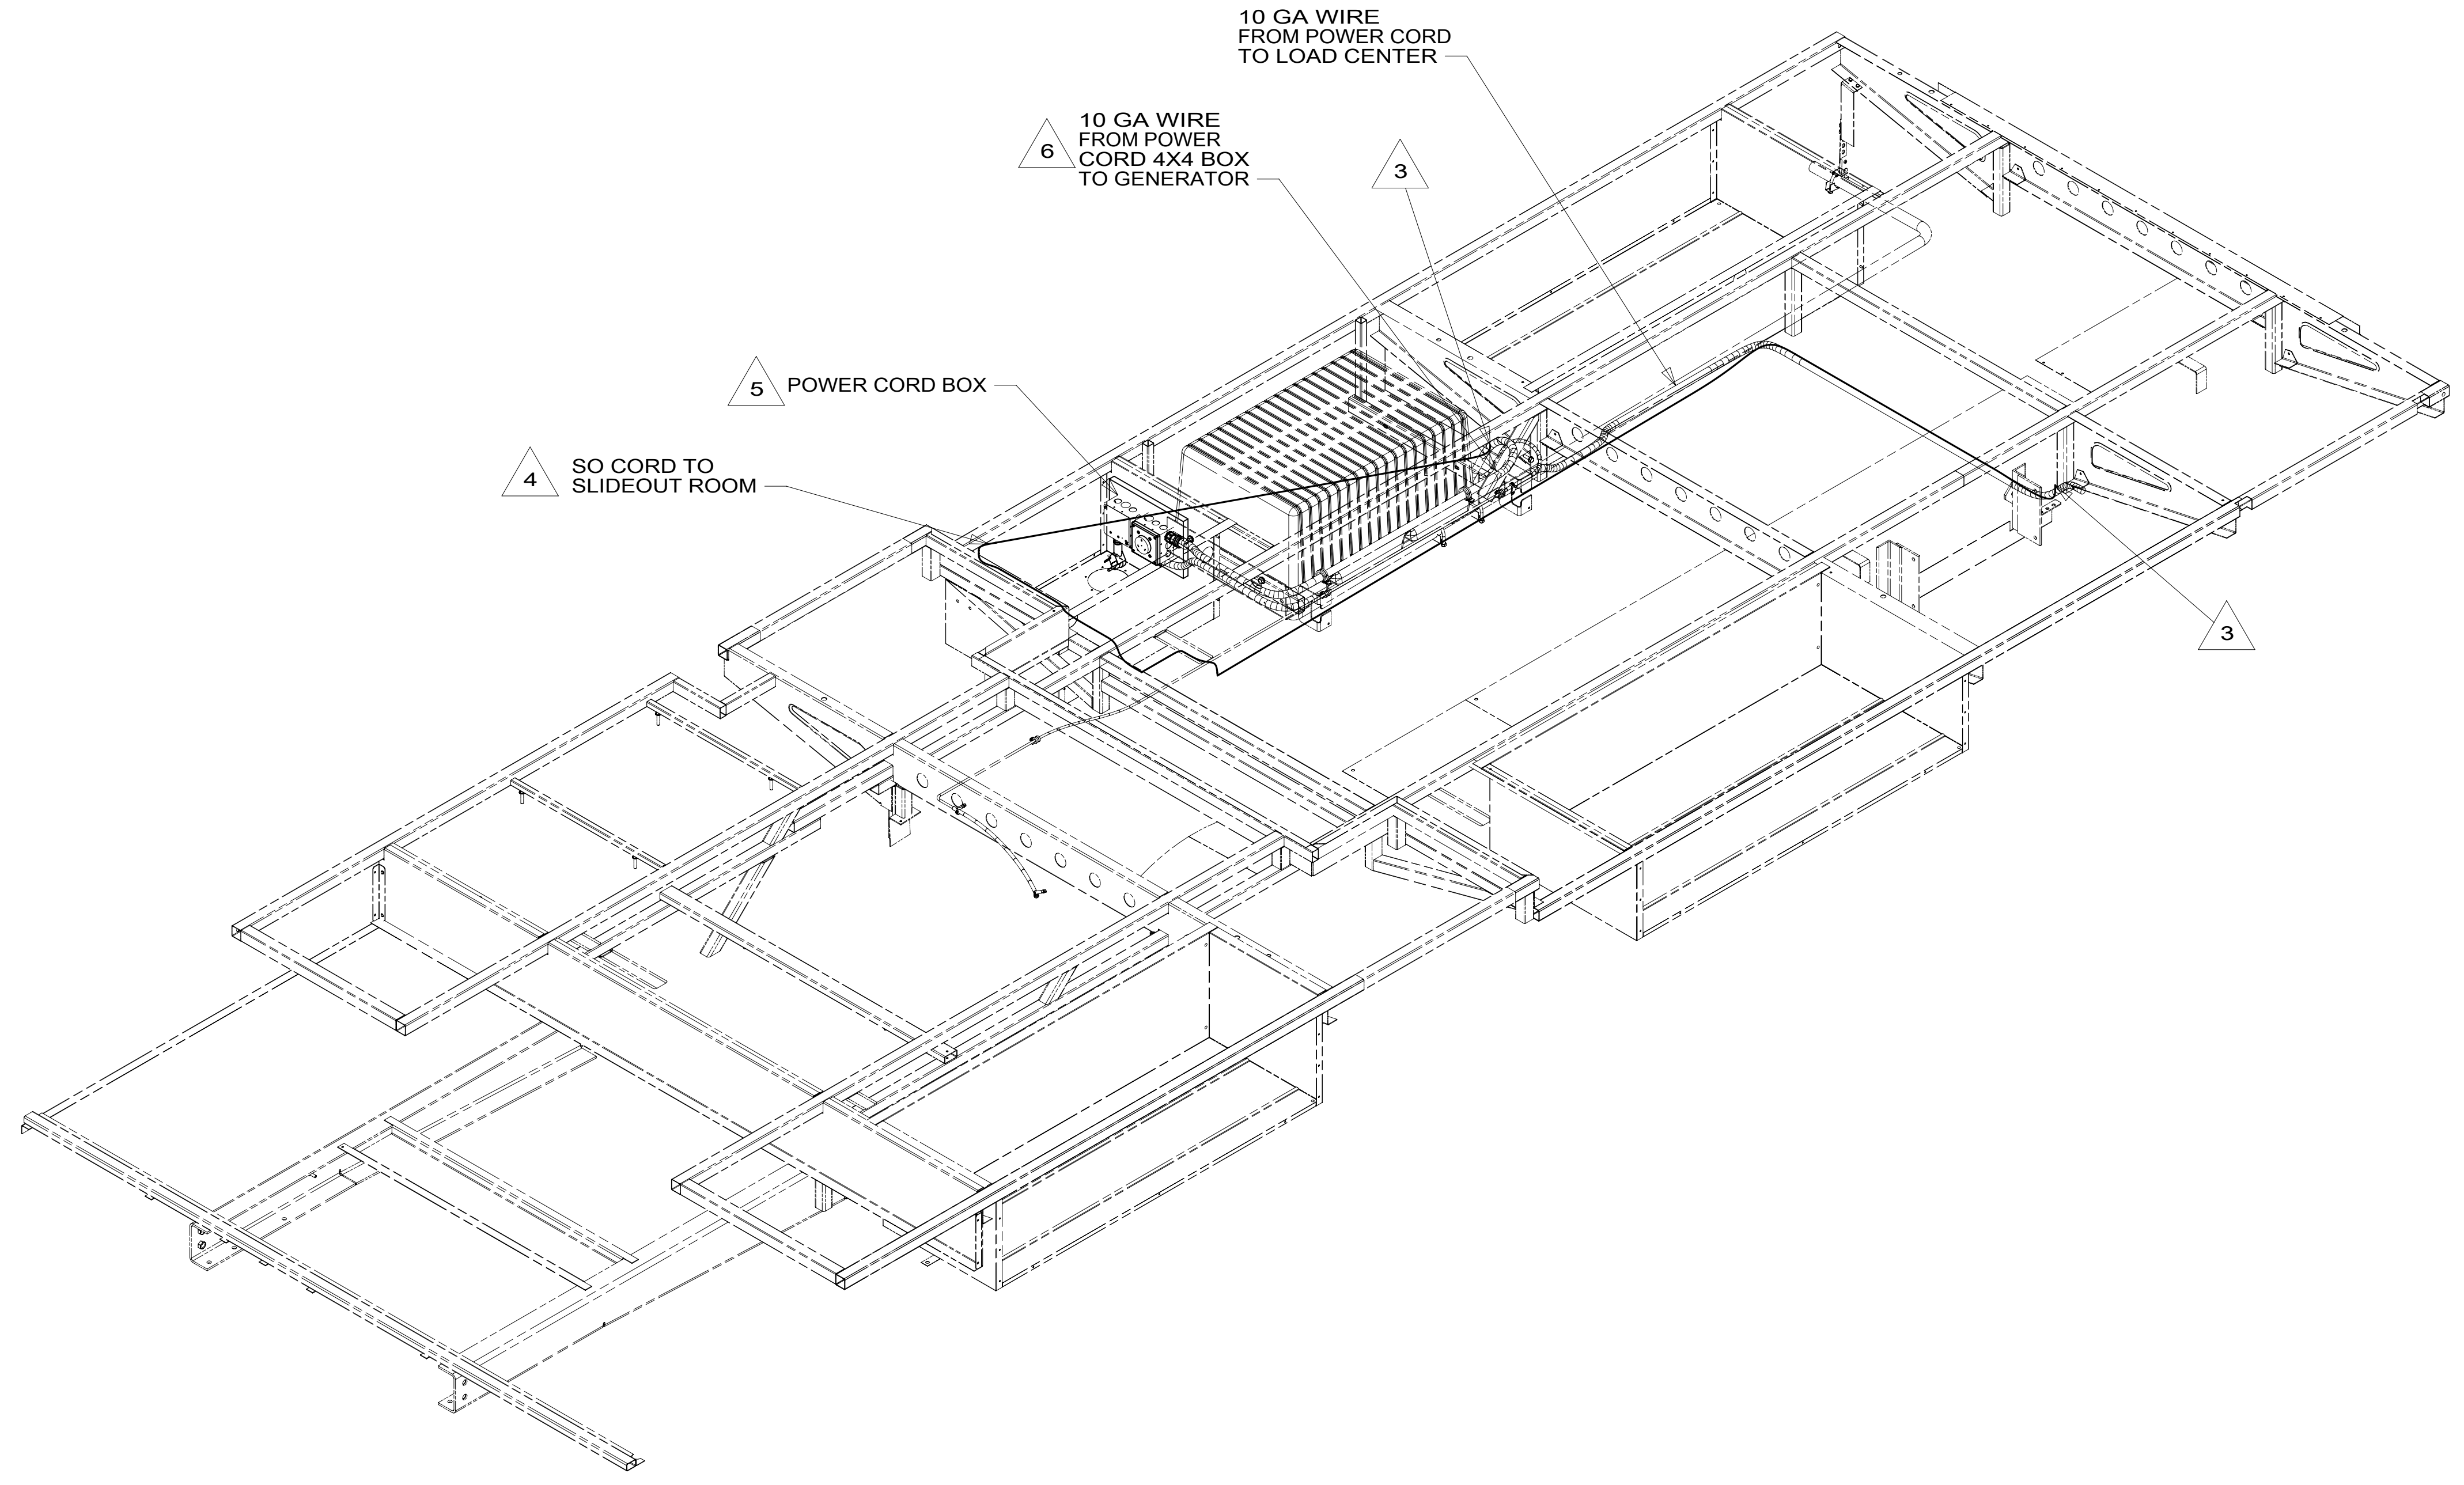 10 GA WIRE
FROM POWER CORD
TO LOAD CENTER
6
10 GA WIRE
FROM POWER
CORD 4X4 BOX
TO GENERATOR
3
5
POWER CORD BOX
4
SO CORD TO
SLIDEOUT ROOM
3